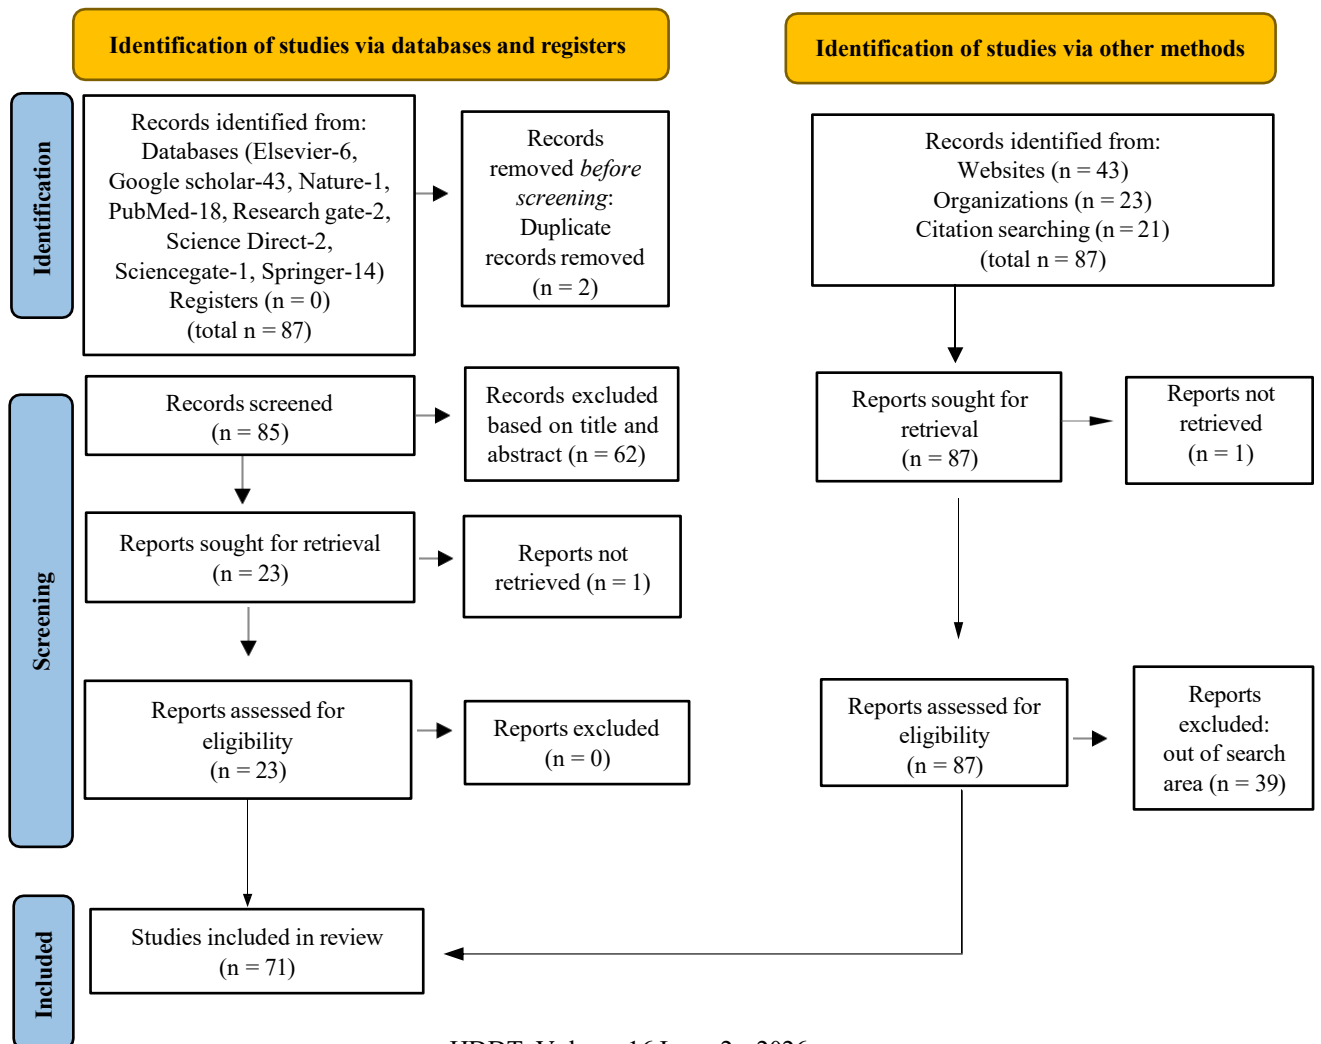 Identification of studies via databases and registers
Identification of studies via other methods
Identification
Records identified from:
Databases (Elsevier-6,
Google scholar-43, Nature-1,
PubMed-18, Research gate-2,
Science Direct-2,
Sciencegate-1, Springer-14)
Registers (n = 0)
(total n = 87)
Records
removed before
screening:
Duplicate
records removed
(n = 2)
Records identified from:
Websites (n = 43)
Organizations (n = 23)
Citation searching (n = 21)
(total n = 87)
Screening
Records screened
(n = 85)
Records excluded
based on title and
abstract (n = 62)
Reports sought for
retrieval
(n = 87)
Reports not
retrieved
(n = 1)
Reports sought for retrieval
(n = 23)
Reports not
retrieved (n = 1)
Reports assessed for
eligibility
(n = 23)
Reports excluded
(n = 0)
Reports assessed for
eligibility
(n = 87)
Reports
excluded:
out of search
area (n = 39)
Included
Studies included in review
(n = 71)